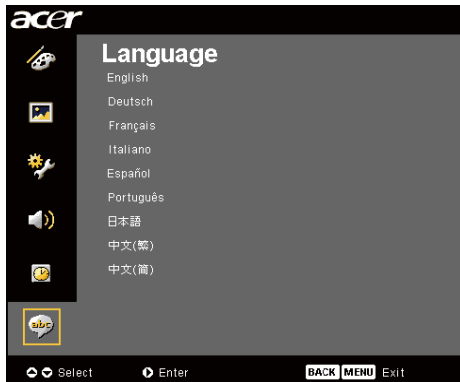 acer
Language
English
Deutsch
Français
Italiano
Español
Português
日本語
中文(繁)
中文(简)
abc
Select Enter BACK MENU Exit